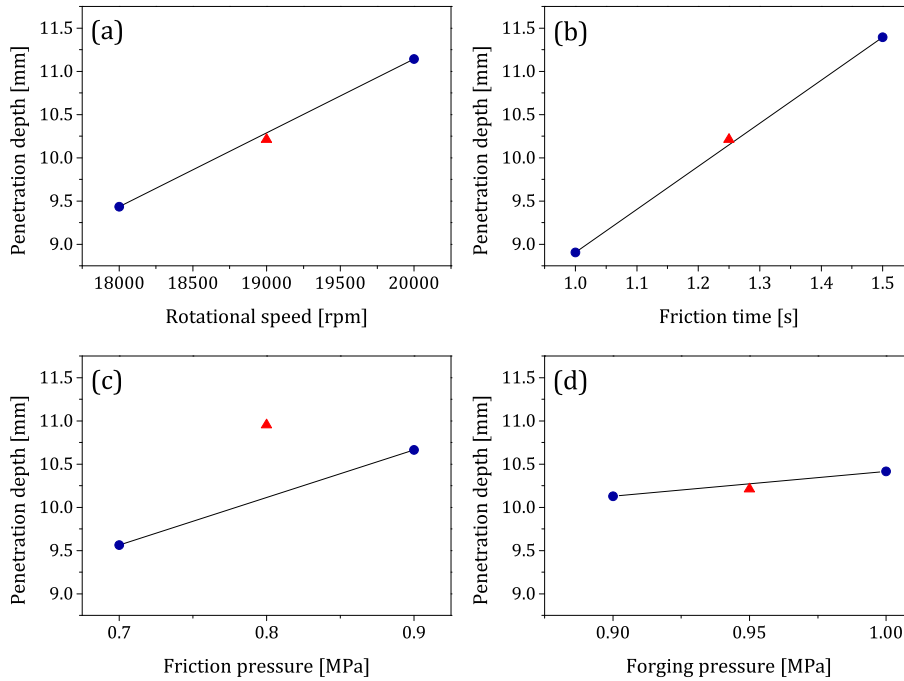 (a)
Penetration depth [mm]
11.5
11.0
10.5
10.0
9.5
9.0
18000 18500 19000 19500 20000
Rotational speed [rpm]
(b)
Penetration depth [mm]
11.5
11.0
10.5
10.0
9.5
9.0
1.0 1.1 1.2 1.3 1.4 1.5
Friction time [s]
(c)
Penetration depth [mm]
11.5
11.0
10.5
10.0
9.5
9.0
0.7 0.8 0.9
Friction pressure [MPa]
(d)
Penetration depth [mm]
11.5
11.0
10.5
10.0
9.5
9.0
0.90 0.95 1.00
Forging pressure [MPa]